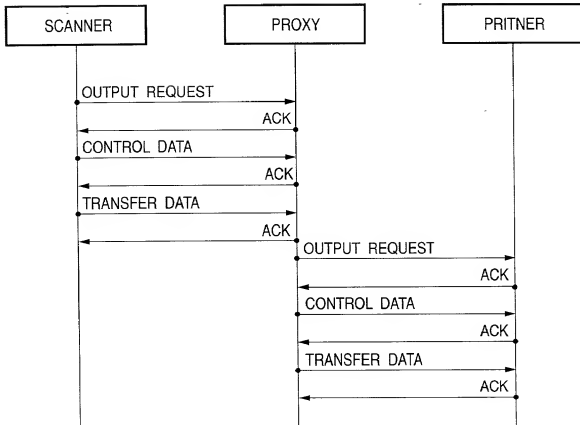 SCANNER
PROXY
PRITNER
OUTPUT REQUEST
ACK
CONTROL DATA
ACK
TRANSFER DATA
ACK
OUTPUT REQUEST
ACK
CONTROL DATA
ACK
TRANSFER DATA
ACK